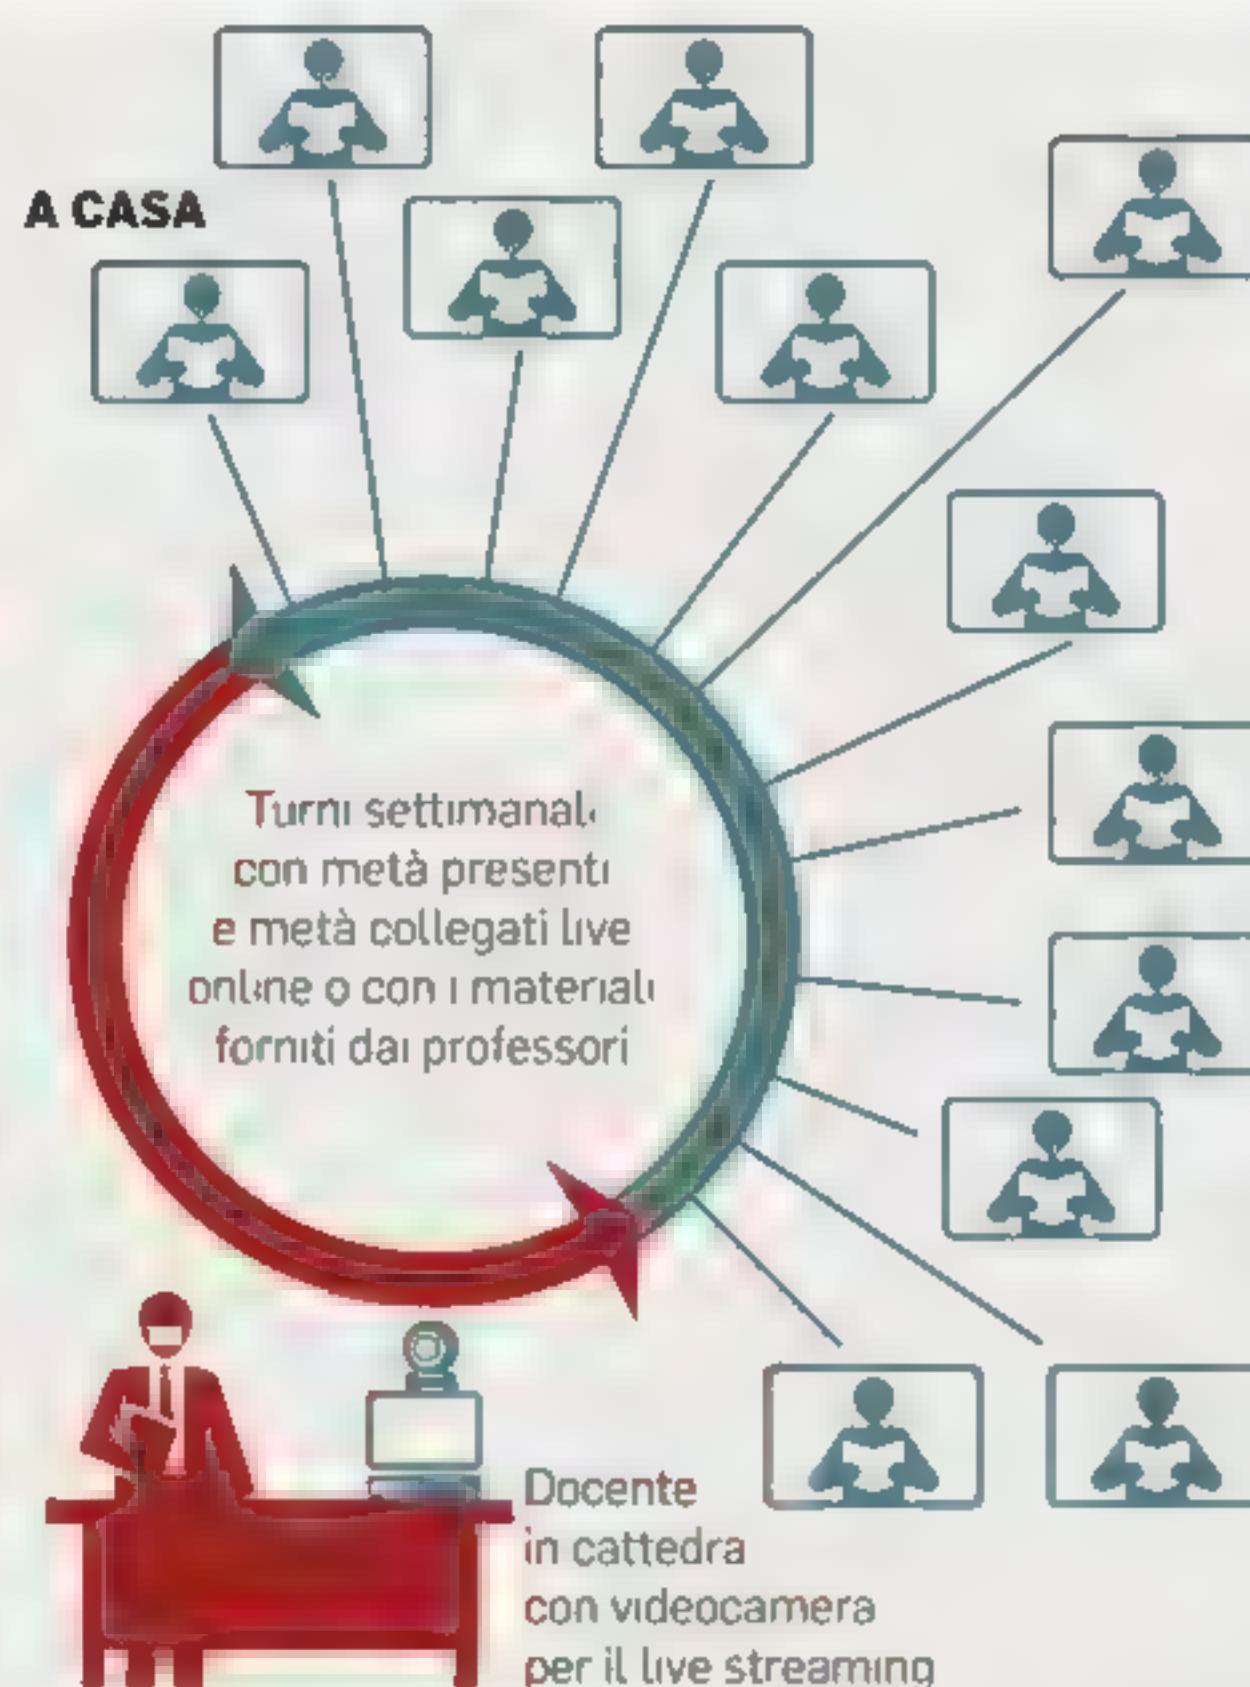 A CASA
Turni settimanali
con metà presenti
e metà collegati live
online o con i materiali
forniti dai professori
Docente
in cattedra
con videocamera
per il live streaming